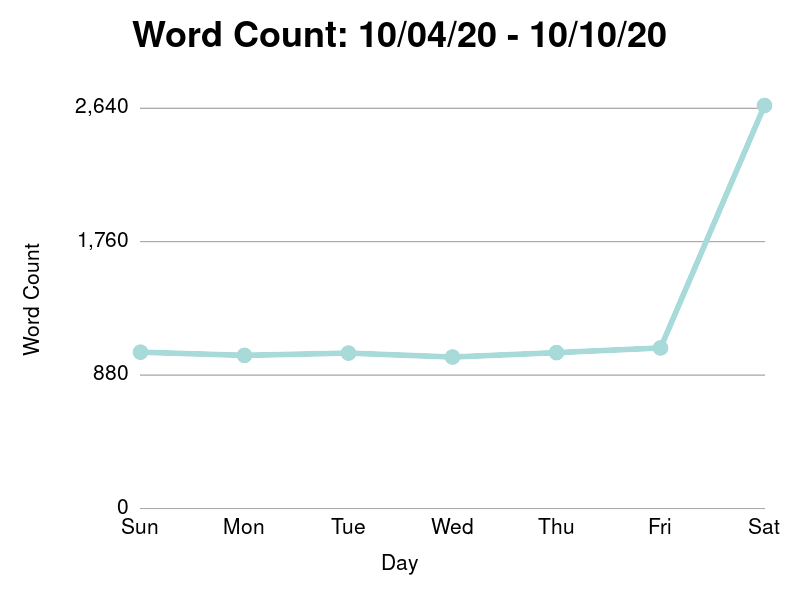 Word Count: 10/04/20 - 10/10/20
2,640
1,760
880
0
Word Count
Sun Mon Tue Wed Thu Fri Sat
Day